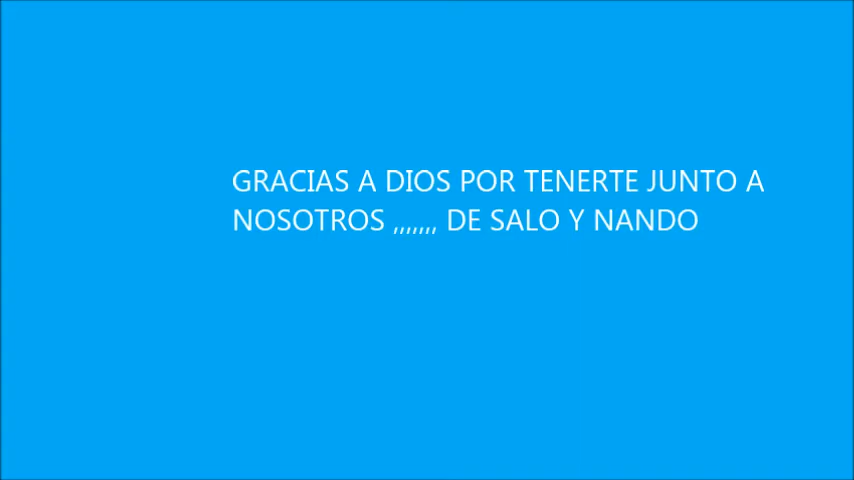 GRACIAS A DIOS POR TENERTE JUNTO A
NOSOTROS ,,,,,,, DE SALO Y NANDO